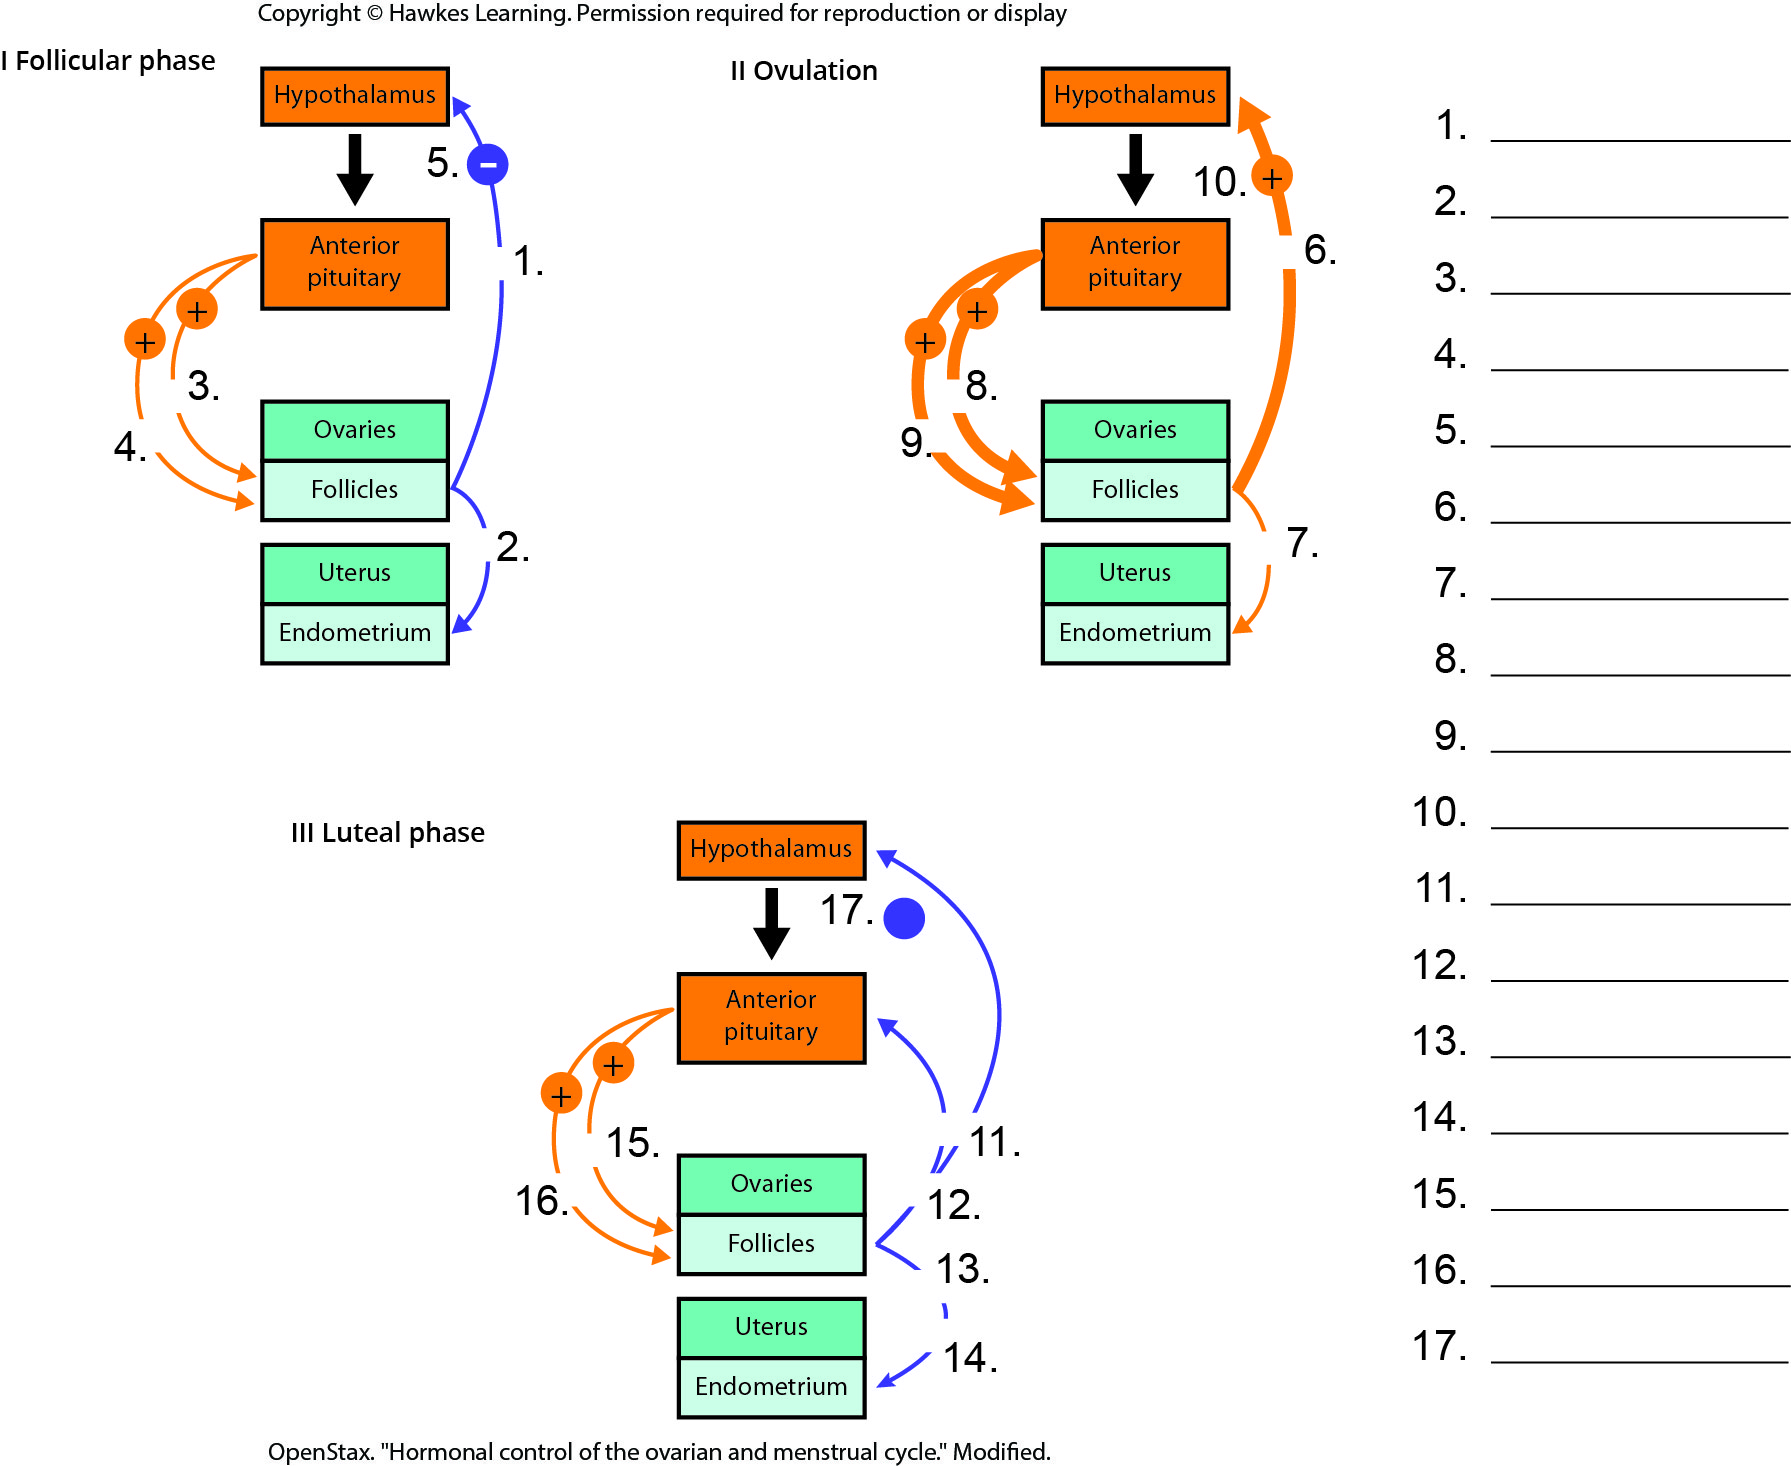 Copyright © Hawkes Learning. Permission required for reproduction or display
I Follicular phase
Hypothalamus
5.
-
1.
Anterior
pituitary
+
+
3.
4.
Ovaries
Follicles
2.
Uterus
Endometrium
II Ovulation
Hypothalamus
10.
+
6.
Anterior
pituitary
+
+
8.
9.
Ovaries
Follicles
7.
Uterus
Endometrium
III Luteal phase
Hypothalamus
17.
Anterior
pituitary
+
+
15.
16.
11.
Ovaries
12.
Follicles
13.
Uterus
14.
Endometrium
1.
2.
3.
4.
5.
6.
7.
8.
9.
10.
11.
12.
13.
14.
15.
16.
17.
OpenStax. "Hormonal control of the ovarian and menstrual cycle." Modified.